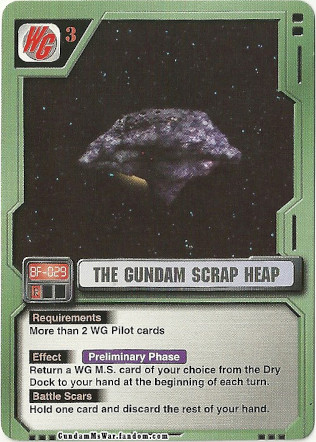 WG 3
BF-029
THE GUNDAM SCRAP HEAP
Requirements
More than 2 WG Pilot cards
Effect Preliminary Phase
Return a WG M.S. card of your choice from the Dry
Dock to your hand at the beginning of each turn.
Battle Scars
Hold one card and discard the rest of your hand.
GundamMsWar.fandom.com